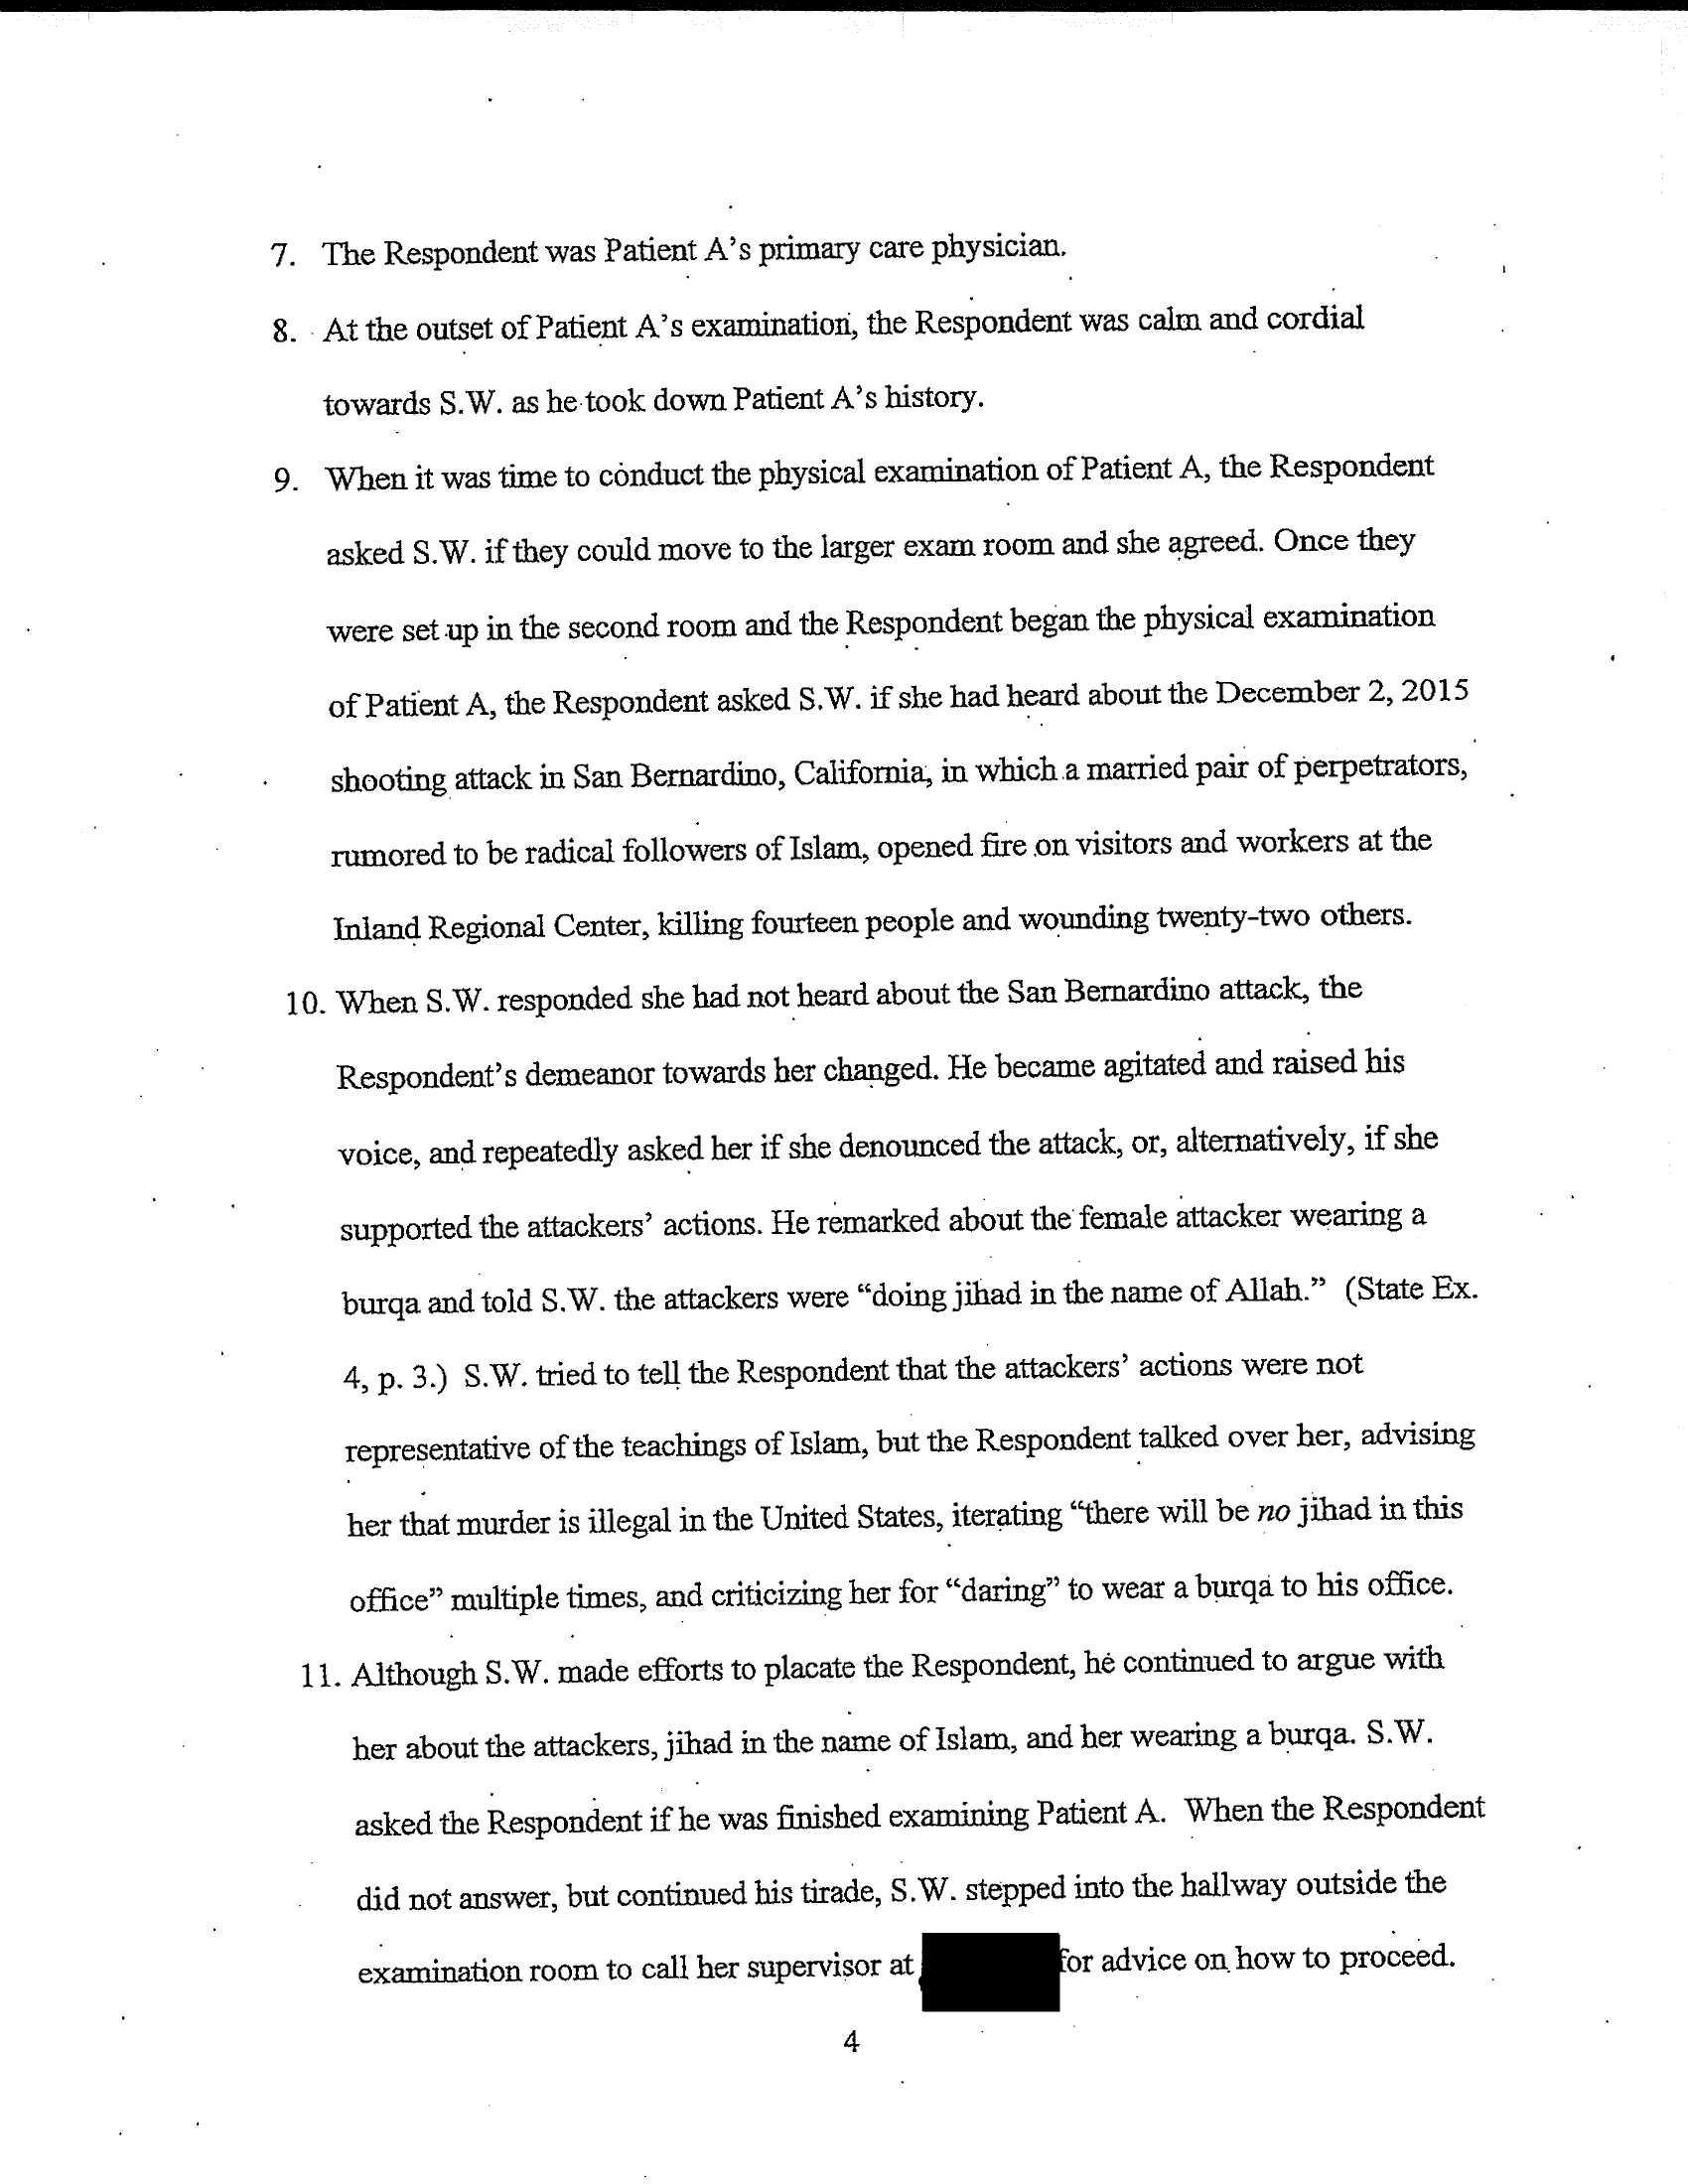 7. The Respondent was Patient A's primary care physician.
8. At the outset of Patient A's examination, the Respondent was calm and cordial
towards S.W. as he took down Patient A's history.
9. When it was time to conduct the physical examination of Patient A, the Respondent
asked S.W. if they could move to the larger exam room and she agreed. Once they
were set up in the second room and the Respondent began the physical examination
of Patient A, the Respondent asked S.W. if she had heard about the December 2, 2015
shooting attack in San Bernardino, California, in which a married pair of perpetrators,
rumored to be radical followers of Islam, opened fire on visitors and workers at the
Inland Regional Center, killing fourteen people and wounding twenty-two others.
10. When S.W. responded she had not heard about the San Bernardino attack, the
Respondent's demeanor towards her changed. He became agitated and raised his
voice, and repeatedly asked her if she denounced the attack, or, alternatively, if she
supported the attackers' actions. He remarked about the female attacker wearing a
burqa and told S.W. the attackers were “doing jihad in the name of Allah.” (State Ex.
4, p. 3.) S.W. tried to tell the Respondent that the attackers' actions were not
representative of the teachings of Islam, but the Respondent talked over her, advising
her that murder is illegal in the United States, iterating “there will be no jihad in this
office” multiple times, and criticizing her for “daring” to wear a burqa to his office.
11. Although S.W. made efforts to placate the Respondent, he continued to argue with
her about the attackers, jihad in the name of Islam, and her wearing a burqa. S.W.
asked the Respondent if he was finished examining Patient A. When the Respondent
did not answer, but continued his tirade, S.W. stepped into the hallway outside the
examination room to call her supervisor at for advice on how to proceed.
4